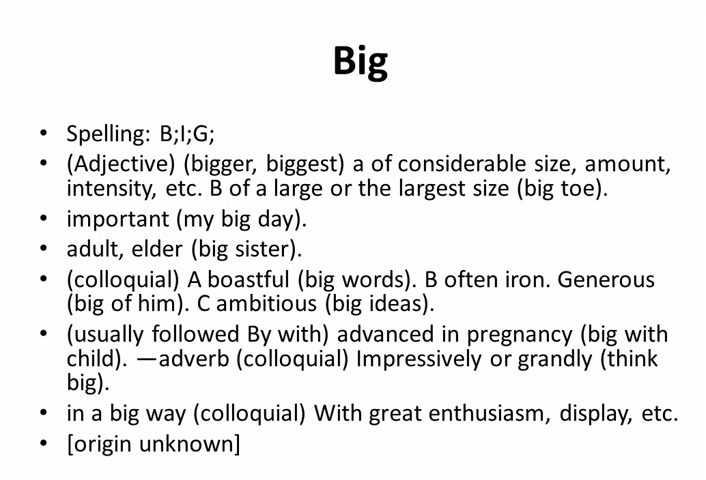 Big
• Spelling: B;I;G;
• (Adjective) (bigger, biggest) a of considerable size, amount,
intensity, etc. B of a large or the largest size (big toe).
• important (my big day).
• adult, elder (big sister).
• (colloquial) A boastful (big words). B often iron. Generous
(big of him). C ambitious (big ideas).
• (usually followed By with) advanced in pregnancy (big with
child). —adverb (colloquial) Impressively or grandly (think
big).
• in a big way (colloquial) With great enthusiasm, display, etc.
• [origin unknown]